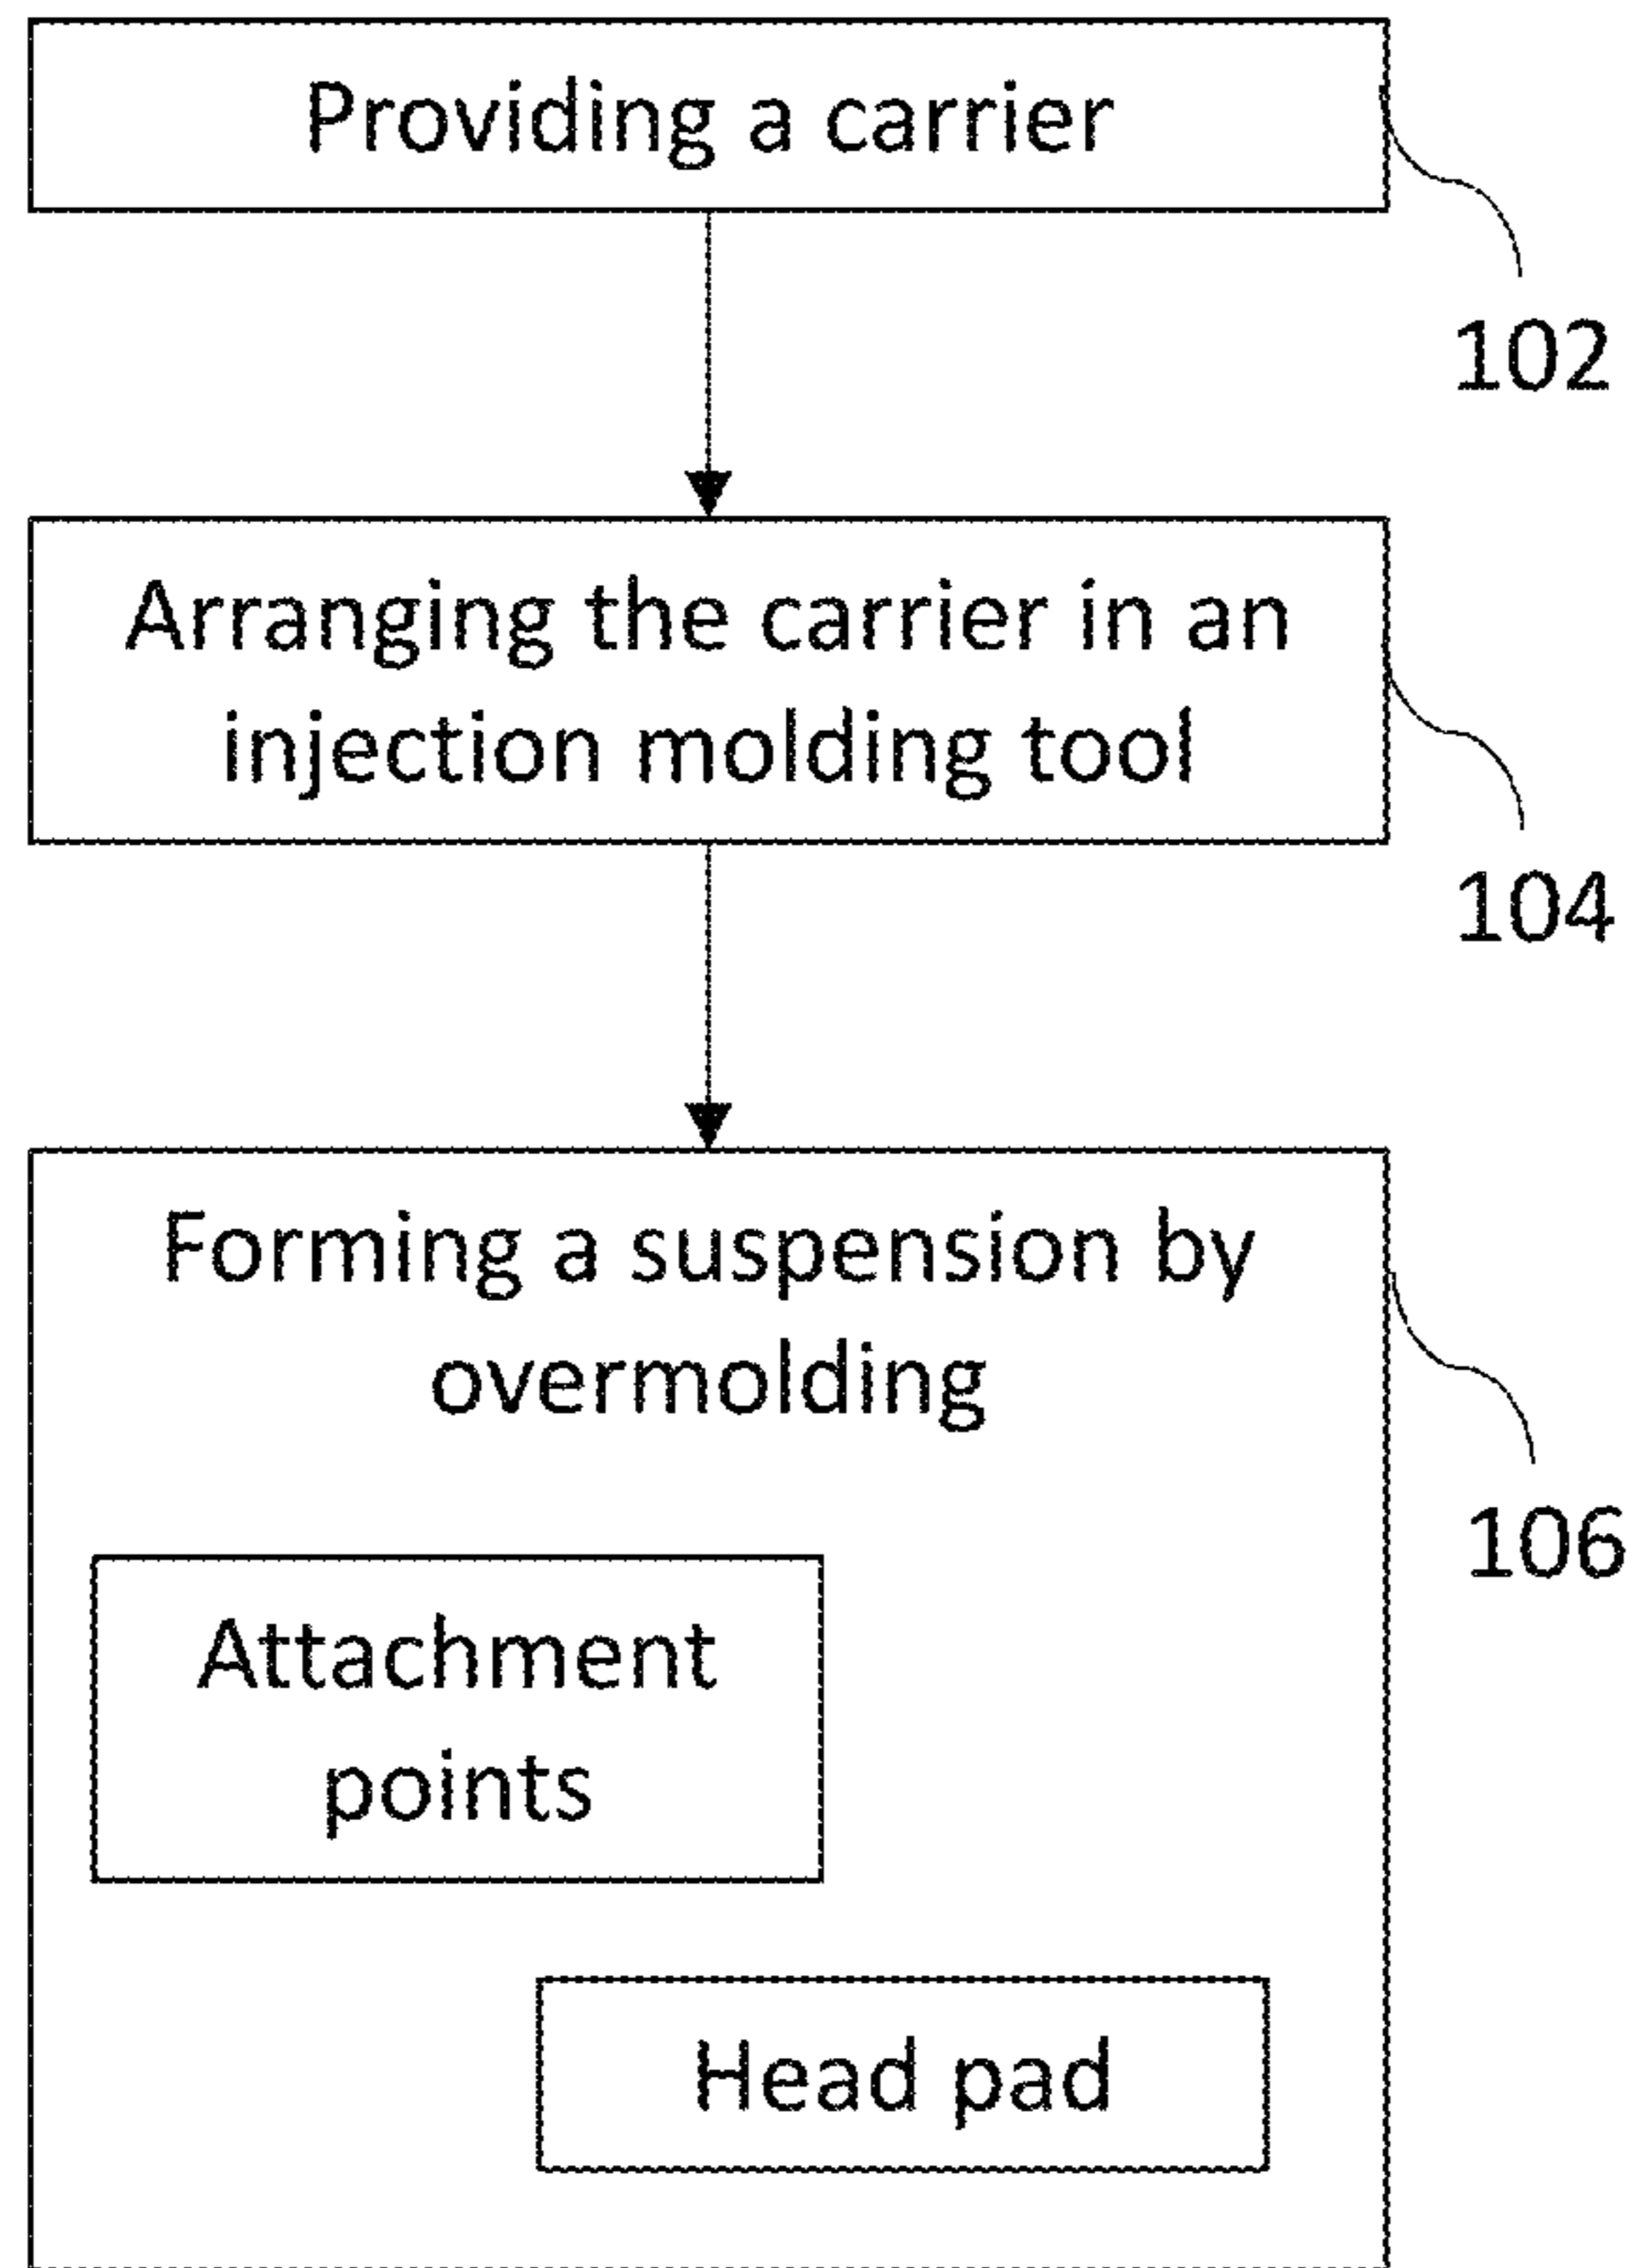 Providing a carrier
102
Arranging the carrier in an
injection molding tool
104
Forming a suspension by
overmolding
106
Attachment
points
Head pad